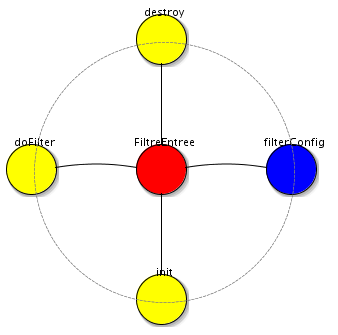 destroy
doFilter
FiltreEntree
filterConfig
init